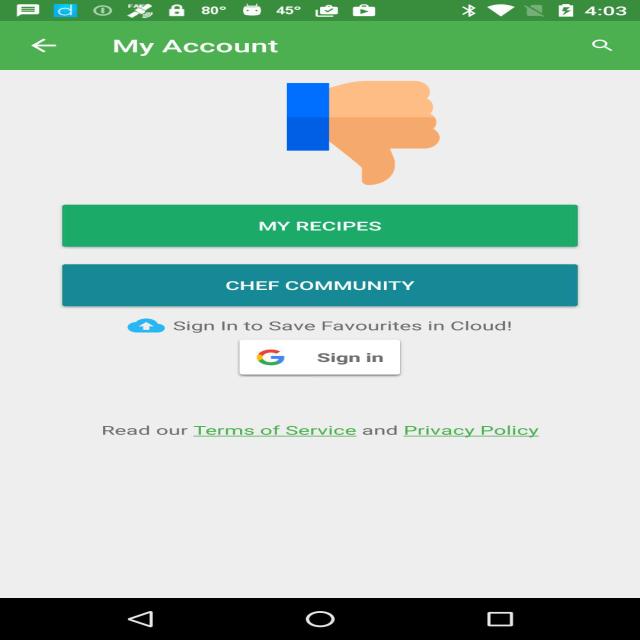 80° 45° 4:03
My Account
MY RECIPES
CHEF COMMUNITY
Sign In to Save Favourites in Cloud!
Sign in
Read our Terms of Service and Privacy Policy